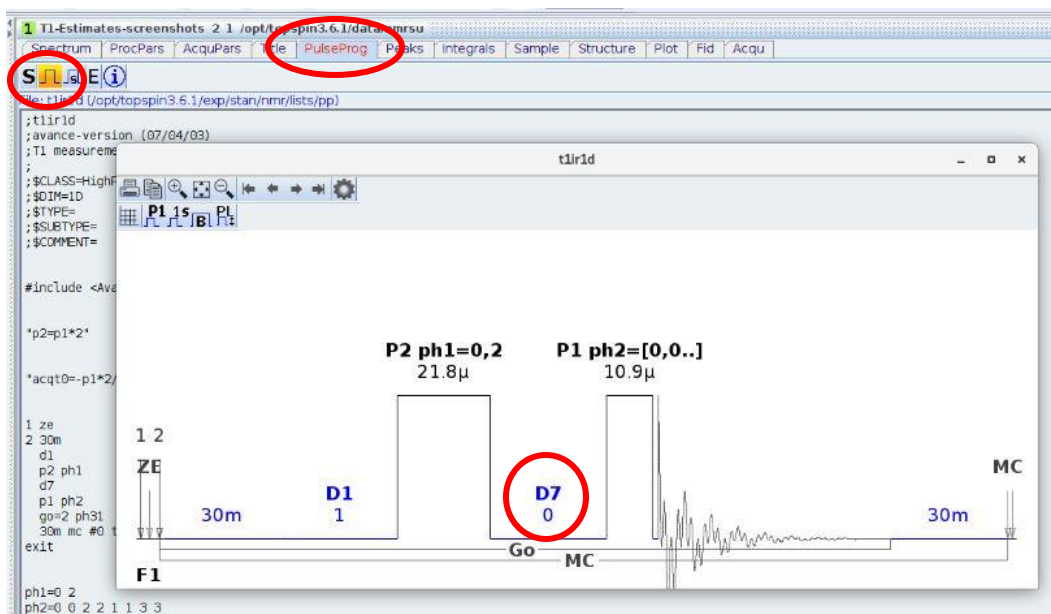 1 T1-Estimates-screenshots 2 1 /opt/topspin3.6.1/data/nmrsu
Spectrum ProcPars AcquPars Title PulseProg Peaks Integrals Sample Structure Plot Fid Acqu
S E i
File: t1ir1d (/opt/topspin3.6.1/exp/stan/nmr/lists/pp)
;t1ir1d
;avance-version (07/04/03)
;T1 measureme
;
;$CLASS=HighR
;$DIM=1D
;$TYPE=
;$SUBTYPE=
;$COMMENT=
#include <Ava
"p2=p1*2"
"acqt0=-p1*2/
1 ze
2 30m
d1
p2 ph1
d7
p1 ph2
go=2 ph31
30m mc #0 t
exit
ph1=0 2
ph2=0 0 2 2 1 1 3 3
t1ir1d
P1 1s B PL
P2 ph1=0,2 P1 ph2=[0,0..]
21.8μ 10.9μ
1 2
ZE MC
D1 D7
30m 1 0 30m
Go
MC
F1